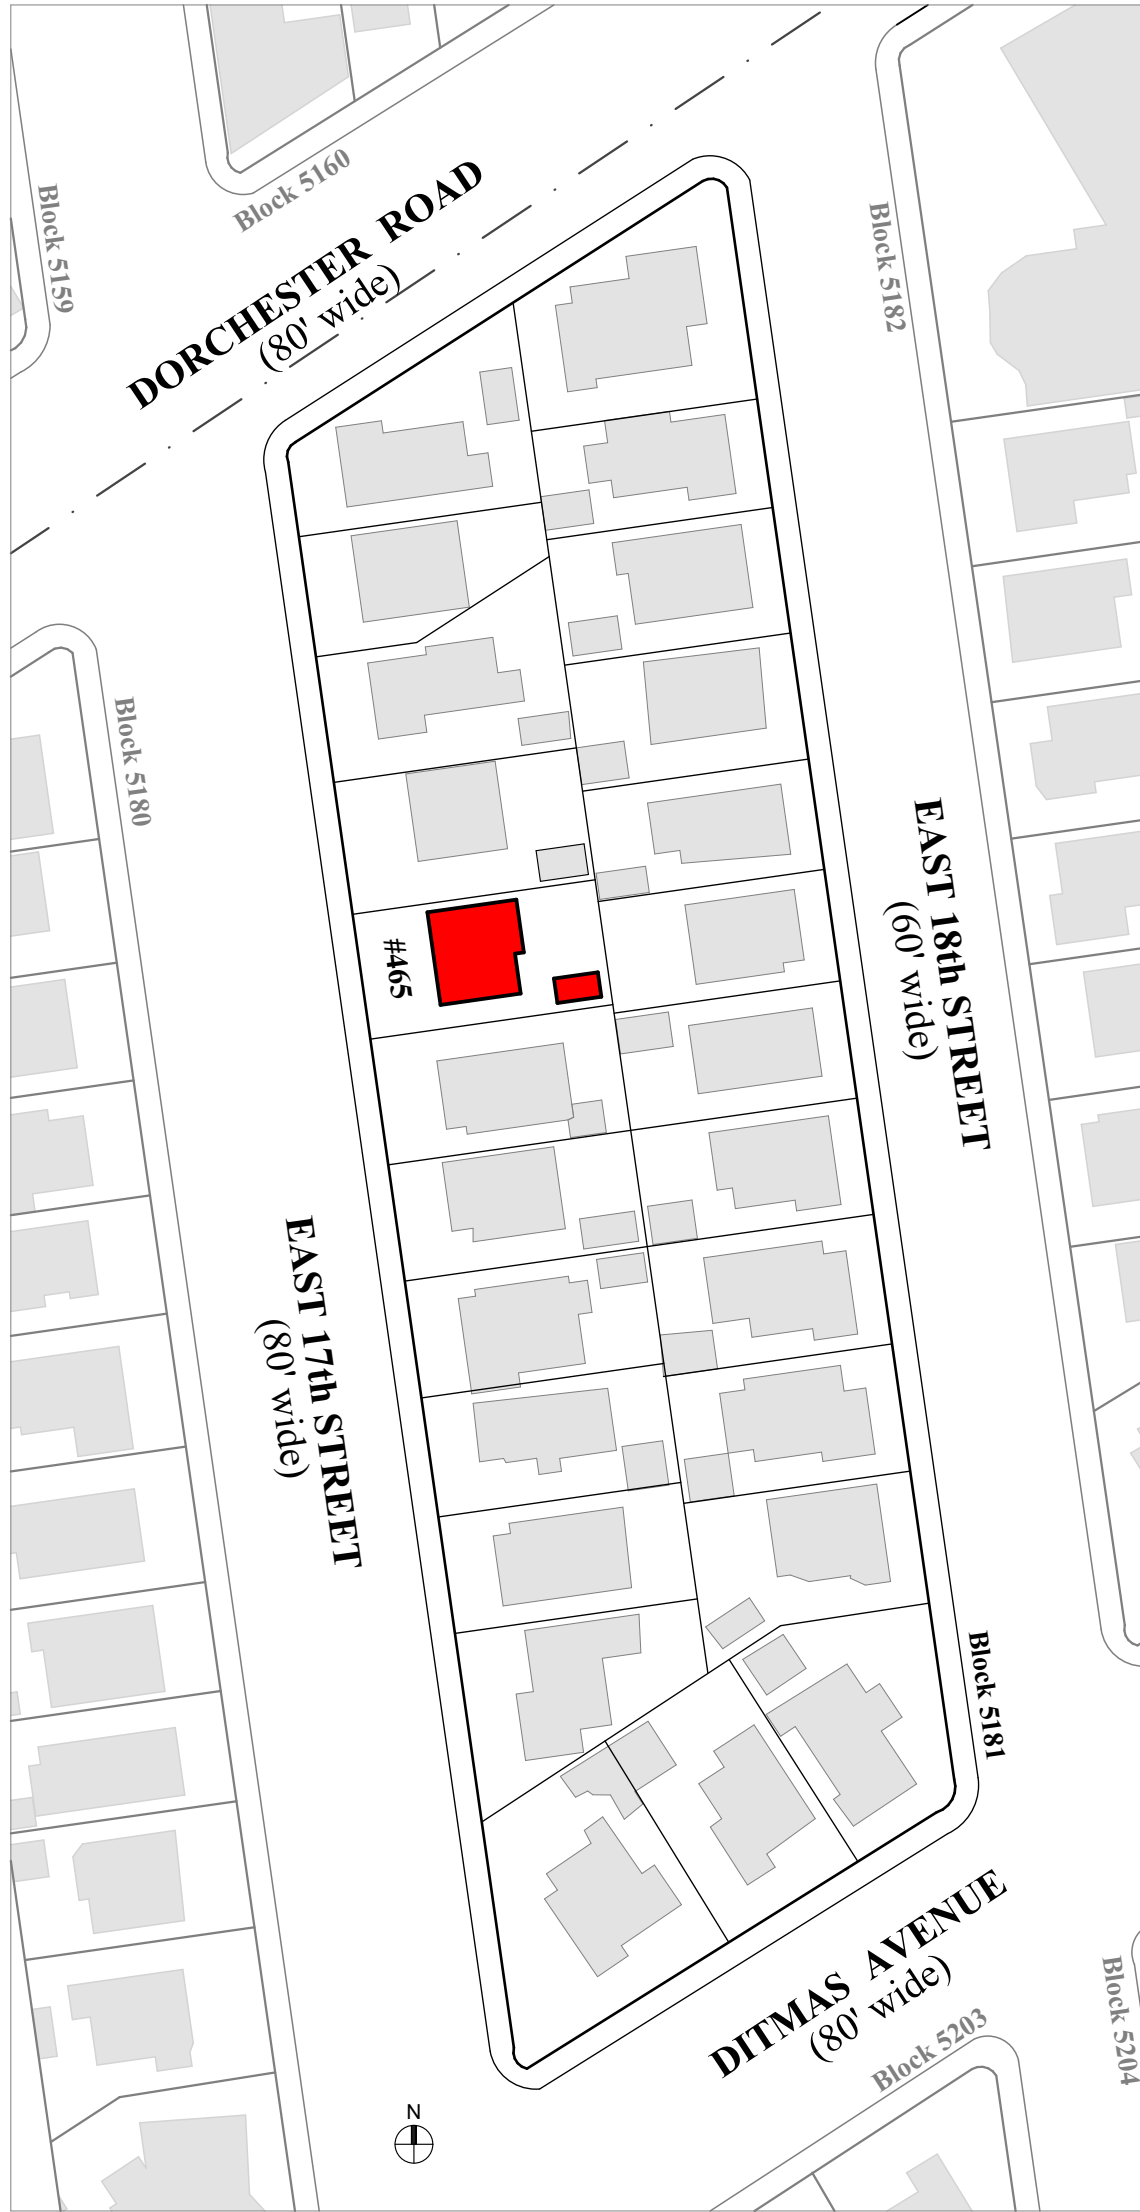 Block 5160
Block 5159
DORCHESTER ROAD
(80' wide)
Block 5182
Block 5180
EAST 18th STREET
(60' wide)
#465
EAST 17th STREET
(80' wide)
Block 5181
DITMAS AVENUE
(80' wide)
Block 5203
Block 5204
N